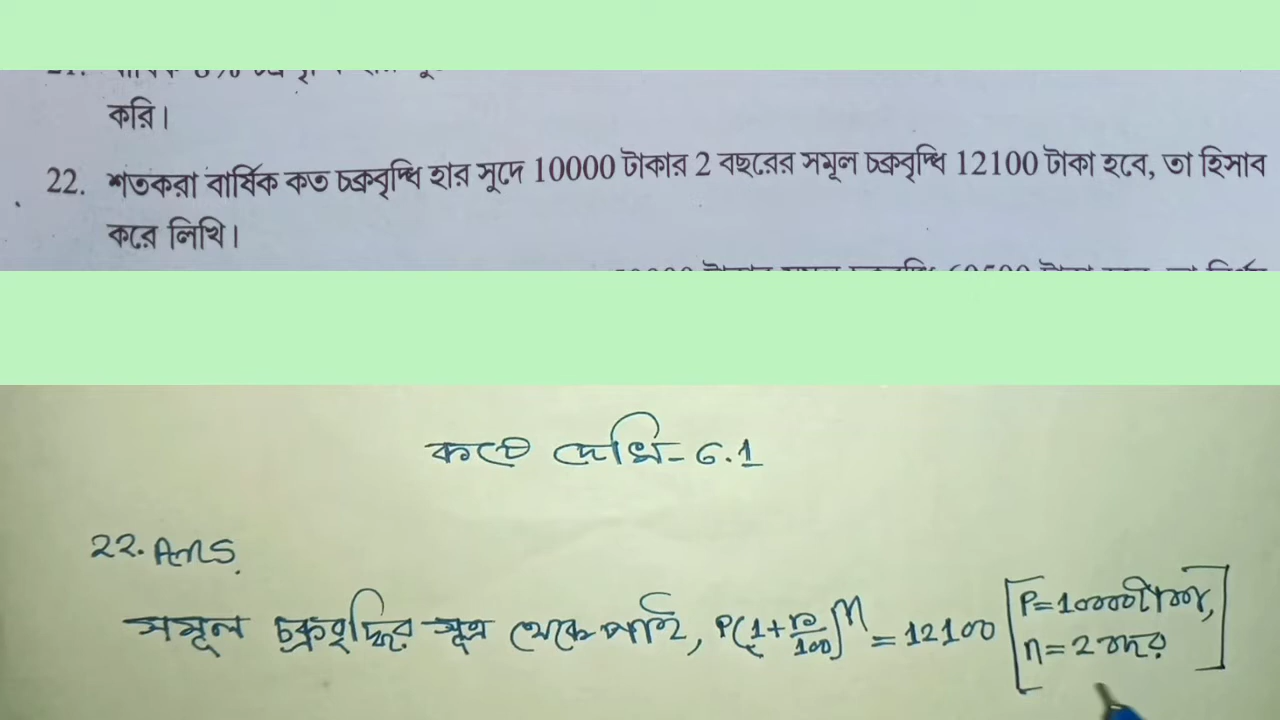 করি।
22. শতকরা বার্ষিক কত চক্রবৃদ্ধি হার সুদে 10000 টাকার 2 বছরের সমূল চক্রবৃদ্ধি 12100 টাকা হবে, তা হিসাব
করে লিখি।
কষে দেখি-6.1
22. Ans.
সমূল চক্রবৃদ্ধির সূত্র থেকে পাই, P(1+r/100)^n = 12100 [P=10000টাকা,
n=2 বছর]